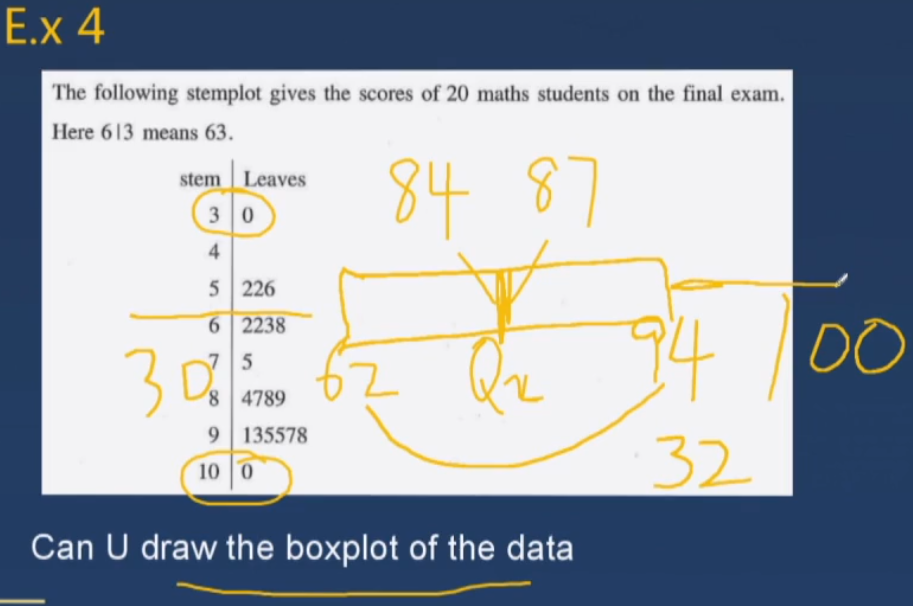 E.x 4
The following stemplot gives the scores of 20 maths students on the final exam.
Here 6|3 means 63.
stem | Leaves
3 | 0
4 |
5 | 226
6 | 2238
7 | 5
8 | 4789
9 | 135578
10 | 0
84 87
30 62 94 100
32
Can U draw the boxplot of the data